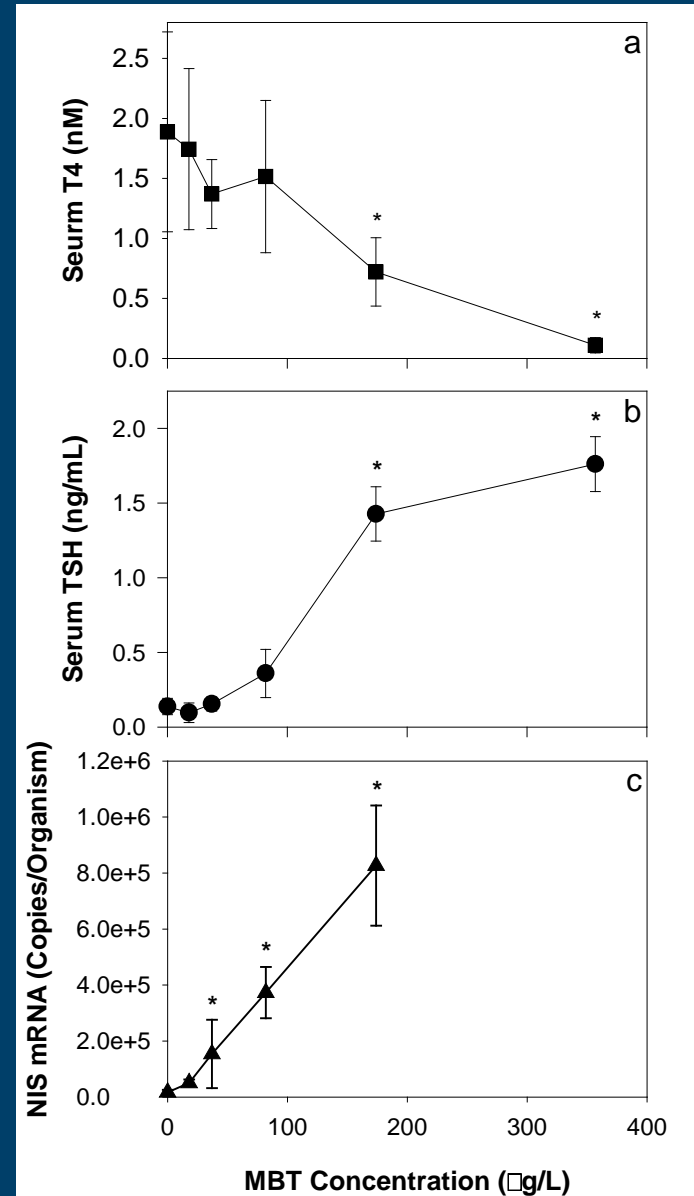 a
Seurm T4 (nM)
2.5
2.0
1.5
1.0
0.5
0.0
*
*
b
Serum TSH (ng/mL)
2.0
1.5
1.0
0.5
0.0
*
*
c
NIS mRNA (Copies/Organism)
1.2e+6
1.0e+6
8.0e+5
6.0e+5
4.0e+5
2.0e+5
0.0
*
*
*
0 100 200 300 400
MBT Concentration (□g/L)